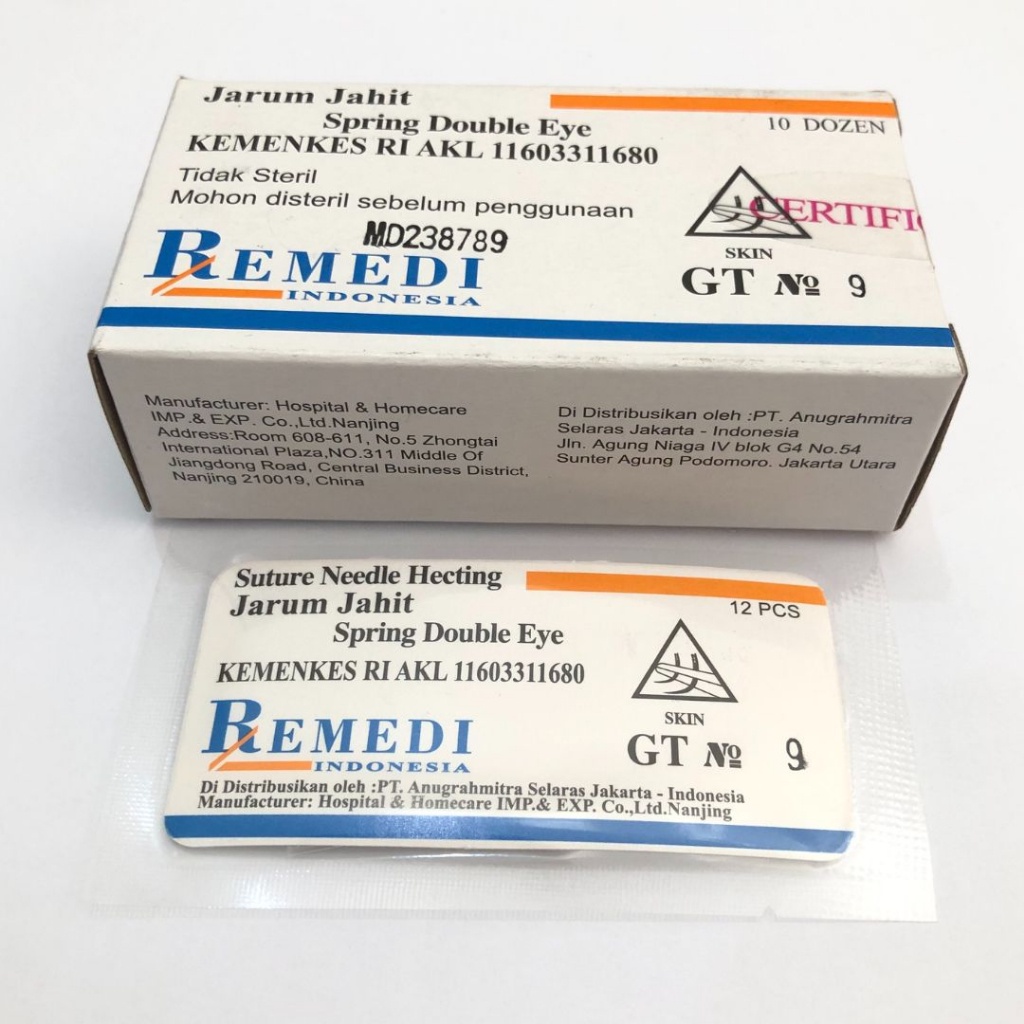 Jarum Jahit
Spring Double Eye
10 DOZEN
KEMENKES RI AKL 11603311680
Tidak Steril
Mohon disteril sebelum penggunaan
MD238789
REMEDI
INDONESIA
SKIN
GT № 9
Manufacturer: Hospital & Homecare
IMP.& EXP. Co.,Ltd.Nanjing
Address:Room 608-611, No.5 Zhongtai
International Plaza,NO.311 Middle Of
Jiangdong Road, Central Business District,
Nanjing 210019, China
Di Distribusikan oleh :PT. Anugrahmitra
Selaras Jakarta - Indonesia
Jln. Agung Niaga IV blok G4 No.54
Sunter Agung Podomoro. Jakarta Utara
Suture Needle Hecting
Jarum Jahit
Spring Double Eye
12 PCS
KEMENKES RI AKL 11603311680
REMEDI
INDONESIA
SKIN
GT № 9
Di Distribusikan oleh :PT. Anugrahmitra Selaras Jakarta - Indonesia
Manufacturer: Hospital & Homecare IMP.& EXP. Co.,Ltd.Nanjing